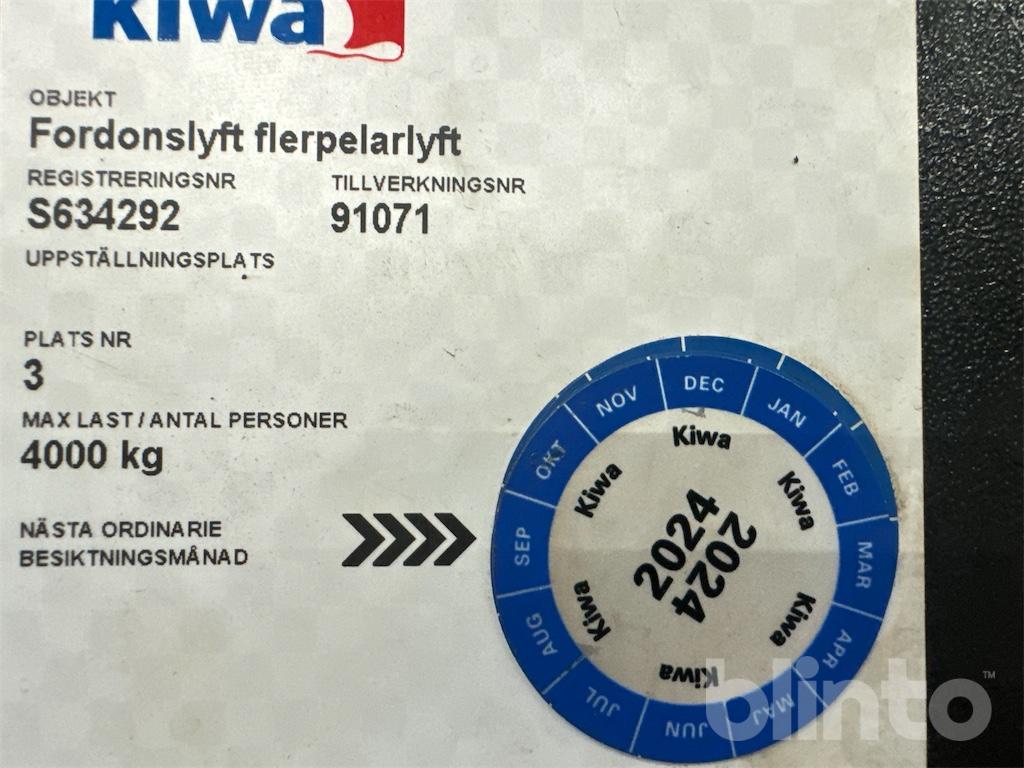 kiwa
OBJEKT
Fordonslyft flerpelarlyft
REGISTRERINGSNR TILLVERKNINGSNR
S634292 91071
UPPSTÄLLNINGSPLATS
PLATS NR
3
MAX LAST / ANTAL PERSONER
4000 kg
NÄSTA ORDINARIE
BESIKTNINGSMÅNAD
DEC
JAN
FEB
MAR
APR
MAJ
JUN
JUL
AUG
SEP
OKT
NOV
Kiwa
Kiwa
Kiwa
Kiwa
Kiwa
Kiwa
2024
2024
blinto™